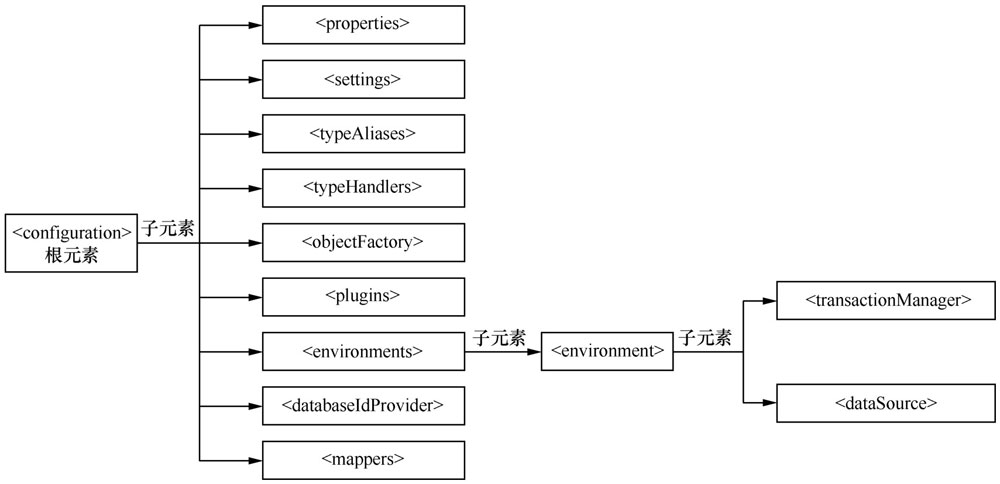 <properties>
<settings>
<typeAliases>
<typeHandlers>
<configuration>
根元素
子元素
<objectFactory>
<plugins>
<environments>
子元素
<environment>
子元素
<transactionManager>
<dataSource>
<databaseIdProvider>
<mappers>